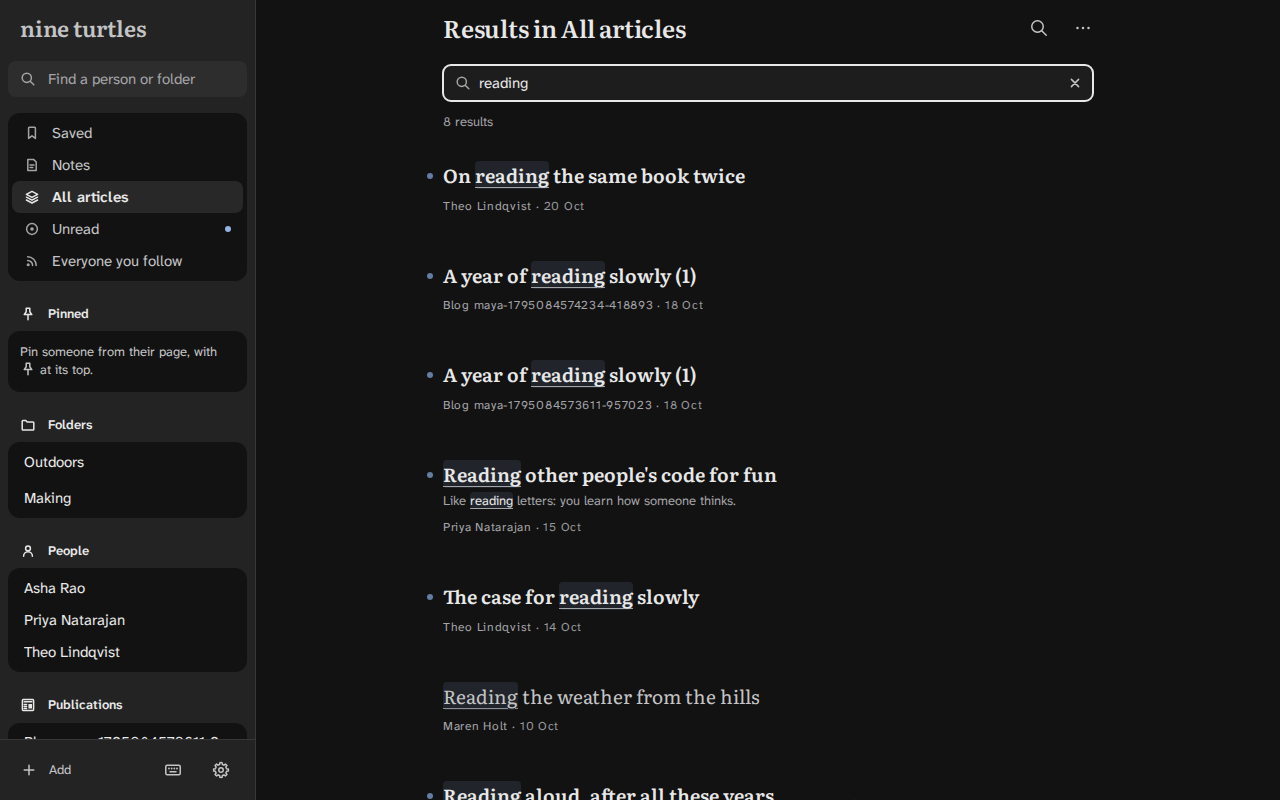 nine turtles
Find a person or folder
Saved
Notes
All articles
Unread
Everyone you follow
Pinned
Pin someone from their page, with
at its top.
Folders
Outdoors
Making
People
Asha Rao
Priya Natarajan
Theo Lindqvist
Publications
Add
Results in All articles
reading
8 results
On reading the same book twice
Theo Lindqvist · 20 Oct
A year of reading slowly (1)
Blog maya-1795084574234-418893 · 18 Oct
A year of reading slowly (1)
Blog maya-1795084573611-957023 · 18 Oct
Reading other people's code for fun
Like reading letters: you learn how someone thinks.
Priya Natarajan · 15 Oct
The case for reading slowly
Theo Lindqvist · 14 Oct
Reading the weather from the hills
Maren Holt · 10 Oct
Reading aloud, after all these years